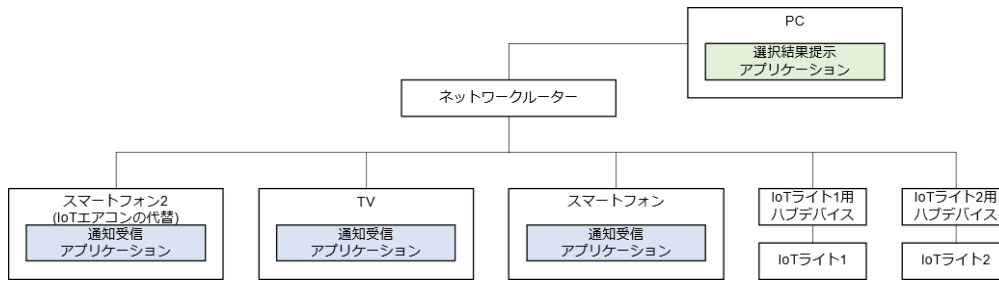 PC
選択結果提示
アプリケーション
ネットワークルーター
スマートフォン2
(IoTエアコンの代替)
通知受信
アプリケーション
TV
通知受信
アプリケーション
スマートフォン
通知受信
アプリケーション
IoTライト1用
ハブデバイス
IoTライト2用
ハブデバイス
IoTライト1
IoTライト2